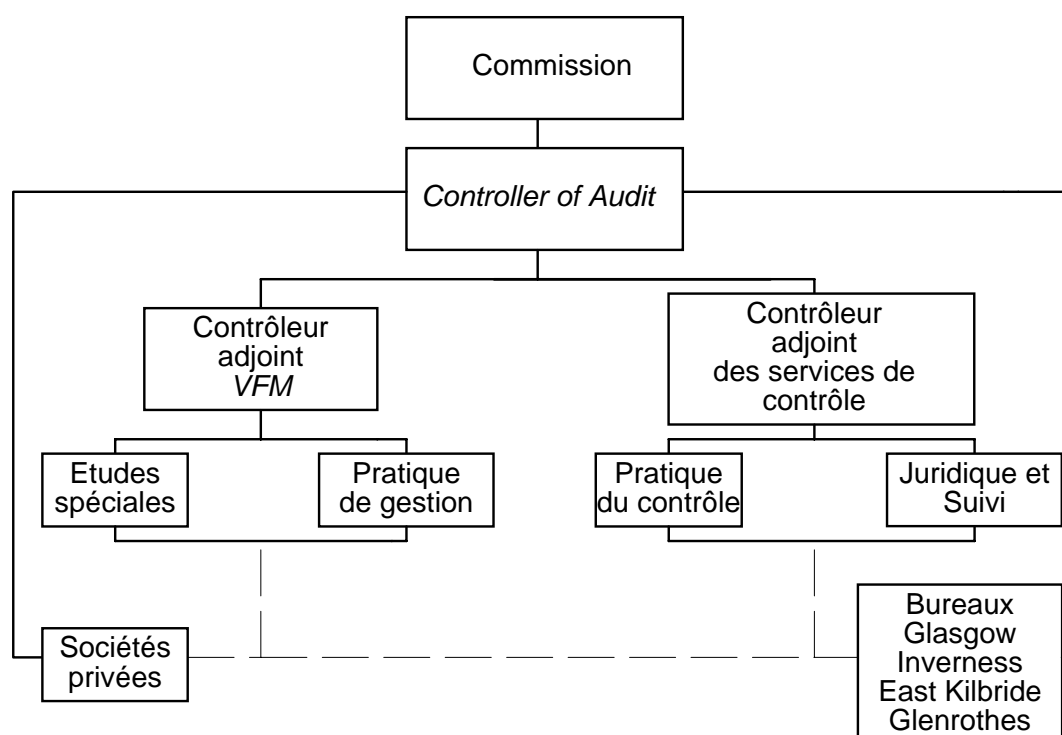 Commission
Controller of Audit
Contrôleur
adjoint
VFM
Contrôleur
adjoint
des services de
contrôle
Etudes
spéciales
Pratique
de gestion
Pratique
du contrôle
Juridique et
Suivi
Sociétés
privées
Bureaux
Glasgow
Inverness
East Kilbride
Glenrothes